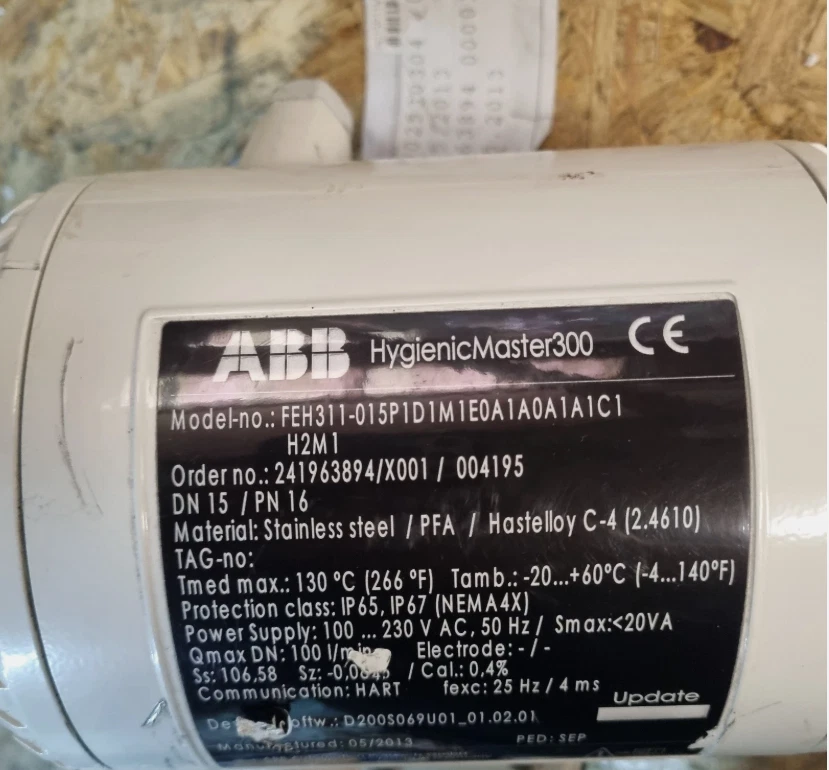 ABB HygienicMaster300 CE
Model-no.: FEH311-015P1D1M1E0A1A0A1A1C1
H2M1
Order no.: 241963894/X001 / 004195
DN 15 / PN 16
Material: Stainless steel / PFA / Hastelloy C-4 (2.4610)
TAG-no:
Tmed max.: 130 °C (266 °F) Tamb.: -20...+60°C (-4...140°F)
Protection class: IP65, IP67 (NEMA4X)
Power Supply: 100 ... 230 V AC, 50 Hz / Smax:<20VA
Qmax DN: 100 l/min Electrode: - / -
Ss: 106,58 Sz: / Cal.: 0,4%
Communication: HART fexc: 25 Hz / 4 ms
Update
D200S069U01_01.02.01
Manufactured: 05/2013 PED: SEP